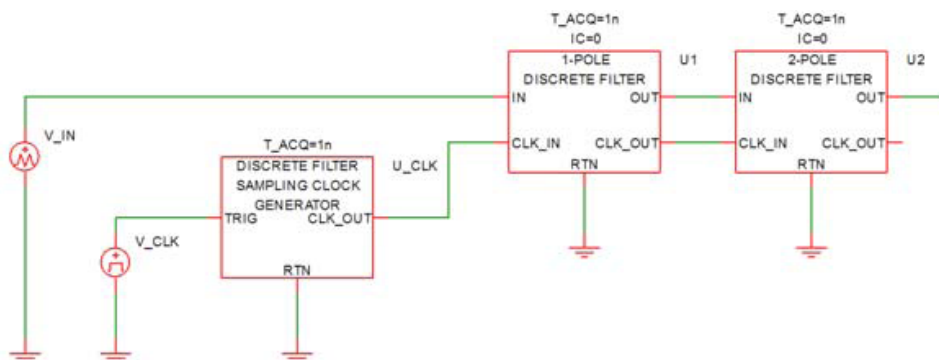 T_ACQ=1n
IC=0
1-POLE
DISCRETE FILTER
IN
OUT
CLK_IN
CLK_OUT
RTN
U1
T_ACQ=1n
IC=0
2-POLE
DISCRETE FILTER
IN
OUT
CLK_IN
CLK_OUT
RTN
U2
V_IN
T_ACQ=1n
DISCRETE FILTER
SAMPLING CLOCK
GENERATOR
TRIG
CLK_OUT
RTN
U_CLK
V_CLK